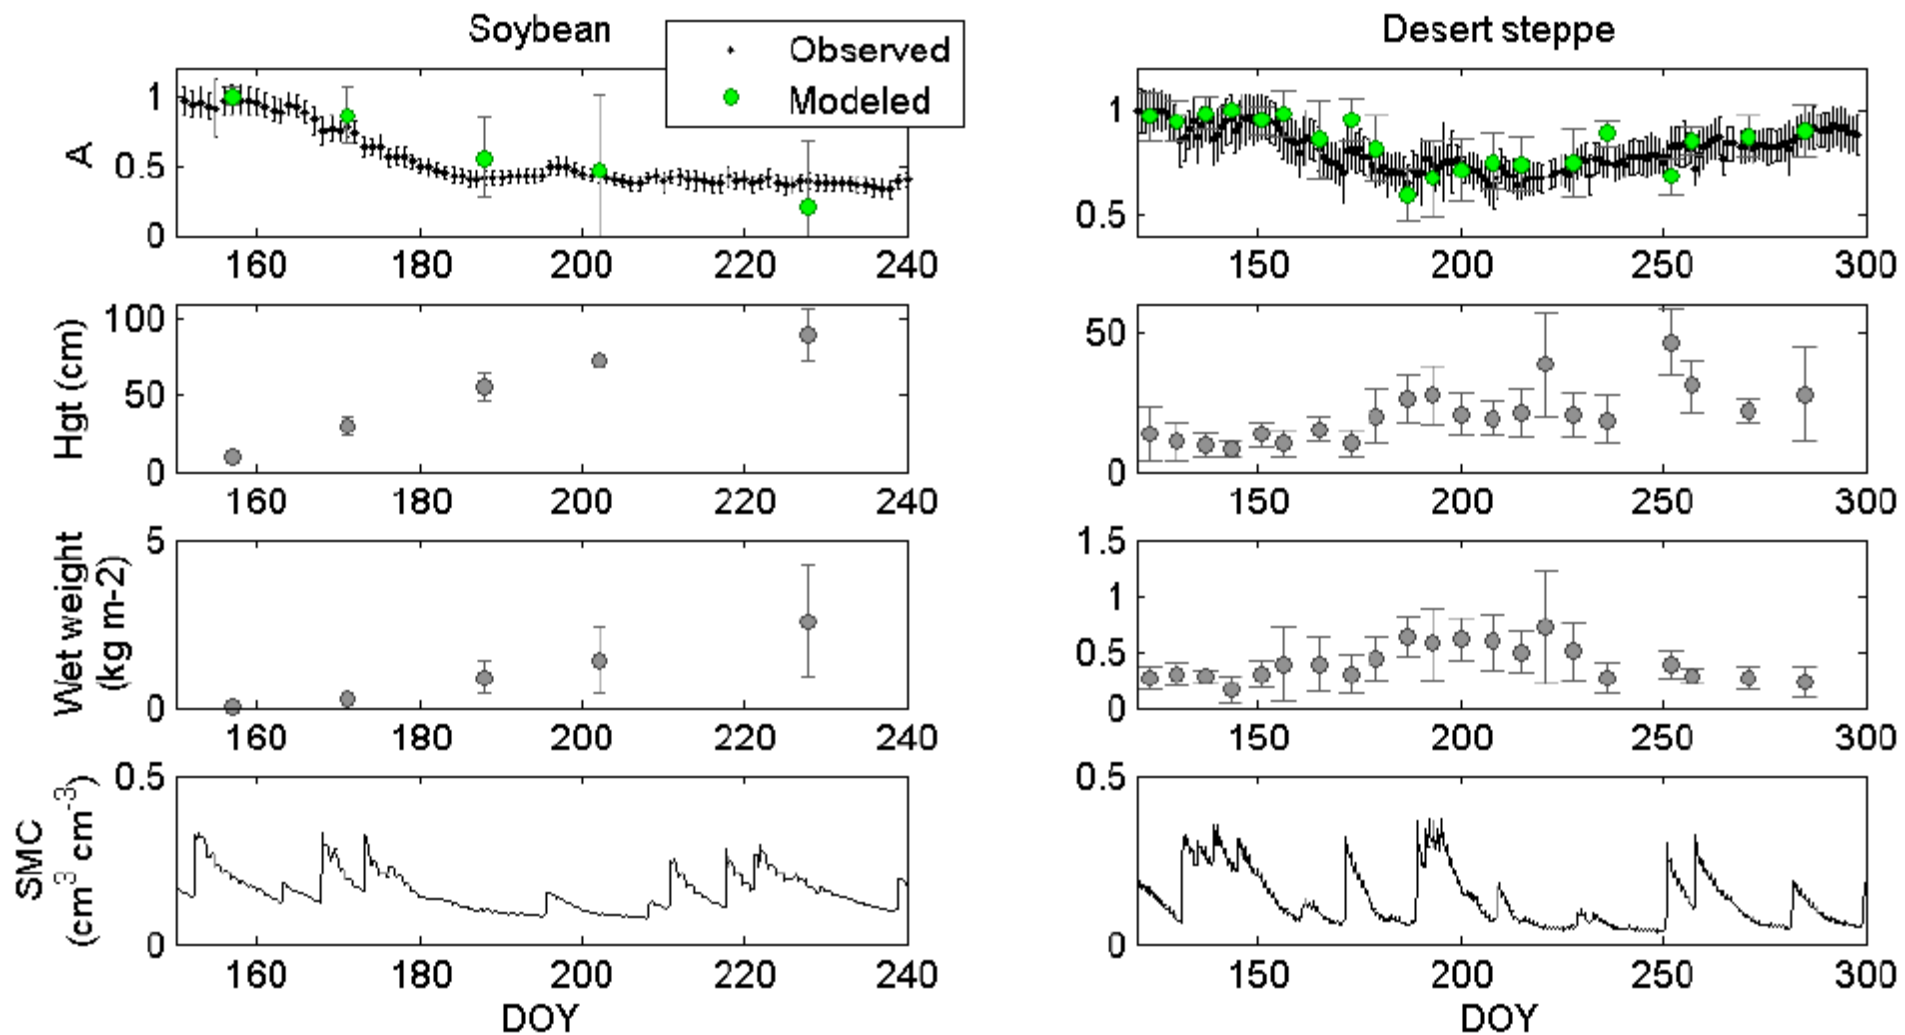 Soybean
Desert steppe
Observed
Modeled
A
1
0.5
0
160 180 200 220 240
1
0.5
150 200 250 300
Hgt (cm)
100
50
0
160 180 200 220 240
50
0
150 200 250 300
Wet weight
(kg m-2)
5
0
160 180 200 220 240
1.5
1
0.5
0
150 200 250 300
SMC
(cm³ cm⁻³)
0.5
0
160 180 200 220 240
DOY
0.5
0
150 200 250 300
DOY